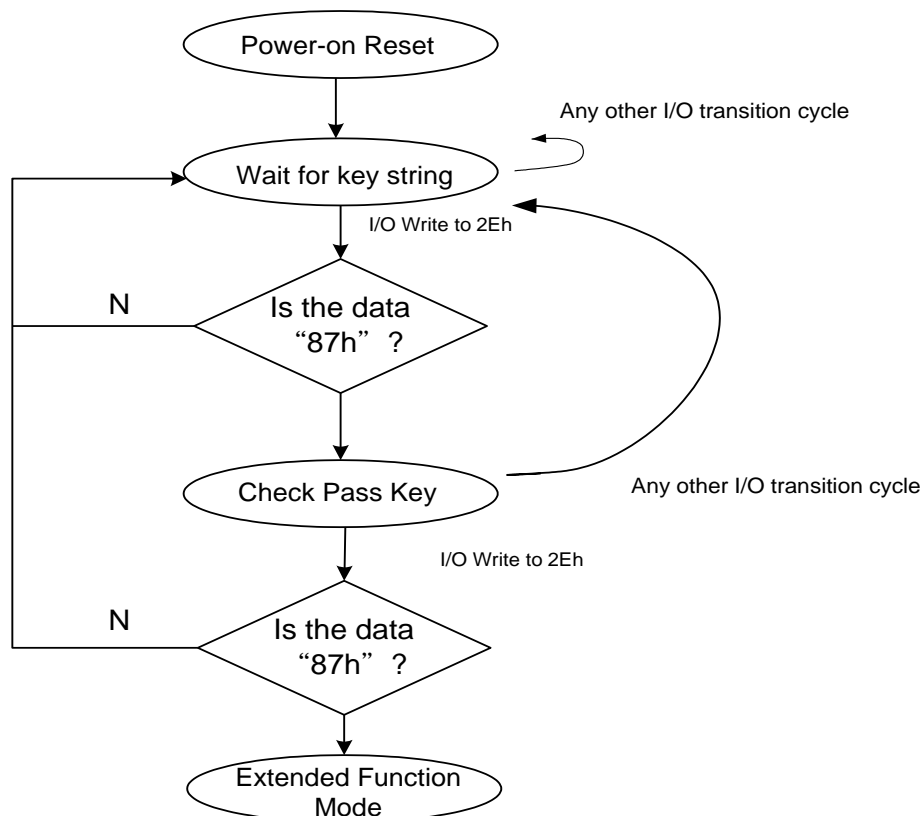 Power-on Reset
Any other I/O transition cycle
Wait for key string
I/O Write to 2Eh
N
Is the data
“87h” ?
Check Pass Key
Any other I/O transition cycle
I/O Write to 2Eh
N
Is the data
“87h” ?
Extended Function
Mode